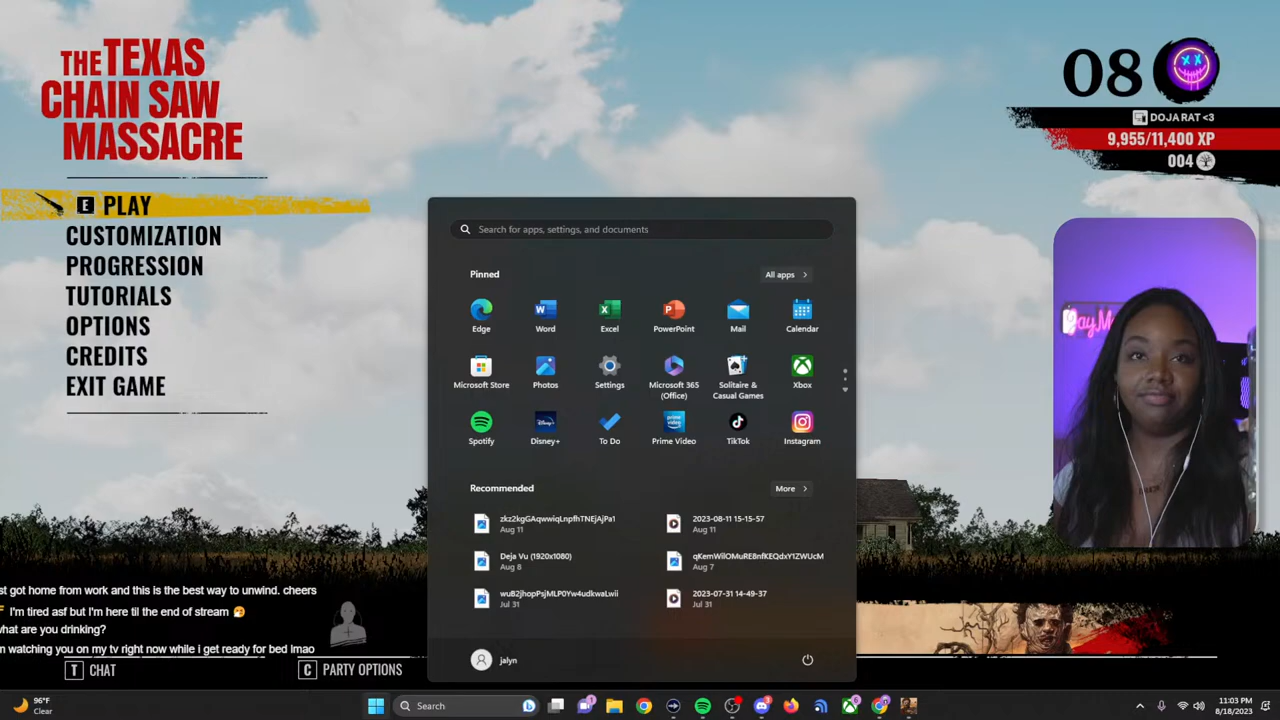 THE TEXAS
CHAIN SAW
MASSACRE
E PLAY
CUSTOMIZATION
PROGRESSION
TUTORIALS
OPTIONS
CREDITS
EXIT GAME
08
DOJA RAT <3
9,955/11,400 XP
004
Search for apps, settings, and documents
Pinned
All apps >
Edge
Word
Excel
PowerPoint
Mail
Calendar
Microsoft Store
Photos
Settings
Microsoft 365
(Office)
Solitaire &
Casual Games
Xbox
Spotify
Disney+
To Do
Prime Video
TikTok
Instagram
Recommended
More >
zkz2kgGAqwwiqLnpfhTNEjAjPa1
Aug 11
2023-08-11 15-15-57
Aug 11
Deja Vu (1920x1080)
Aug 8
qKemWilOMuRE8nfKEQdxY1ZWUcM
Aug 7
wuB2jhopPsjMLP0Yw4udkwaLwii
Jul 31
2023-07-31 14-49-37
Jul 31
jalyn
st got home from work and this is the best way to unwind. cheers
I'm tired asf but I'm here til the end of stream 🥱
what are you drinking?
m watching you on my tv right now while i get ready for bed lmao
T CHAT
C PARTY OPTIONS
96°F
Clear
Search
11:03 PM
8/18/2023